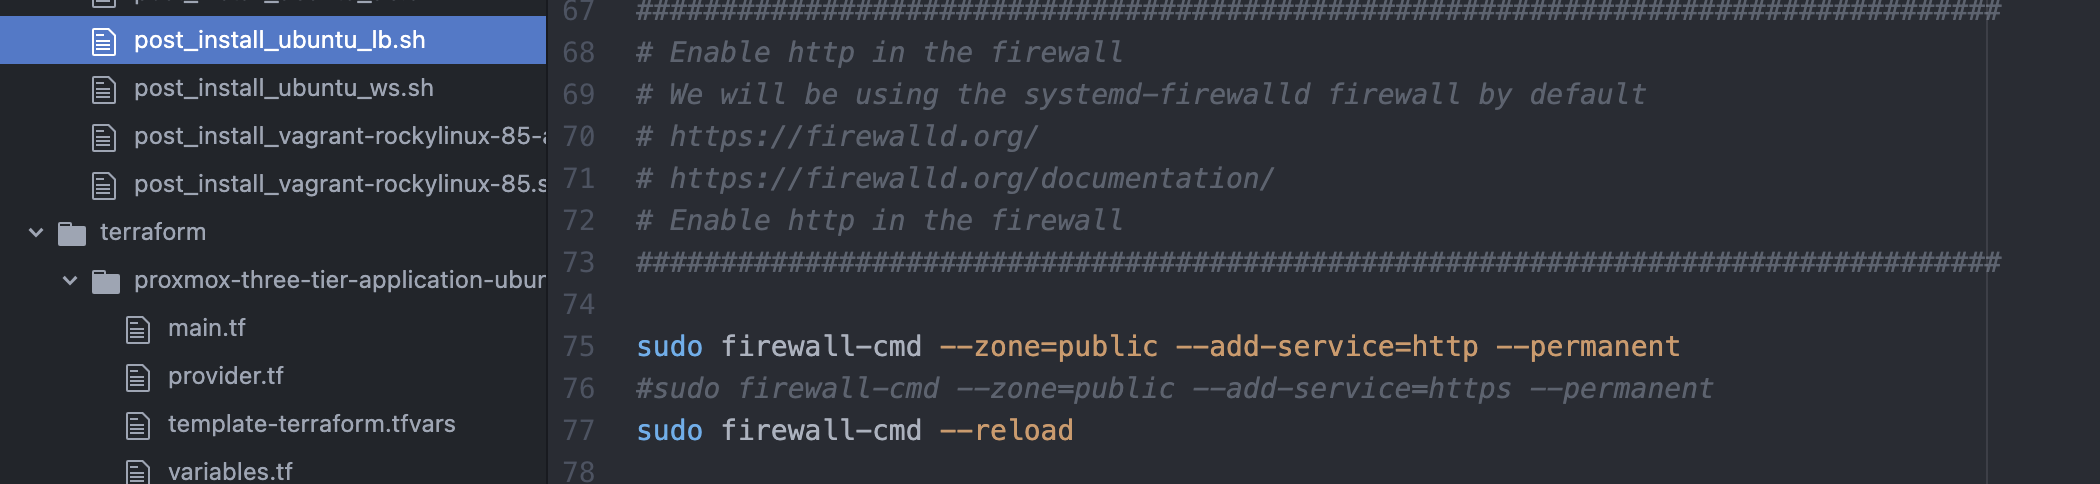 post_install_ubuntu_lb.sh
post_install_ubuntu_ws.sh
post_install_vagrant-rockylinux-85-a
post_install_vagrant-rockylinux-85.s
terraform
proxmox-three-tier-application-ubur
main.tf
provider.tf
template-terraform.tfvars
variables.tf
67 #################################################################################
68 # Enable http in the firewall
69 # We will be using the systemd-firewalld firewall by default
70 # https://firewalld.org/
71 # https://firewalld.org/documentation/
72 # Enable http in the firewall
73 #################################################################################
74
75 sudo firewall-cmd --zone=public --add-service=http --permanent
76 #sudo firewall-cmd --zone=public --add-service=https --permanent
77 sudo firewall-cmd --reload
78